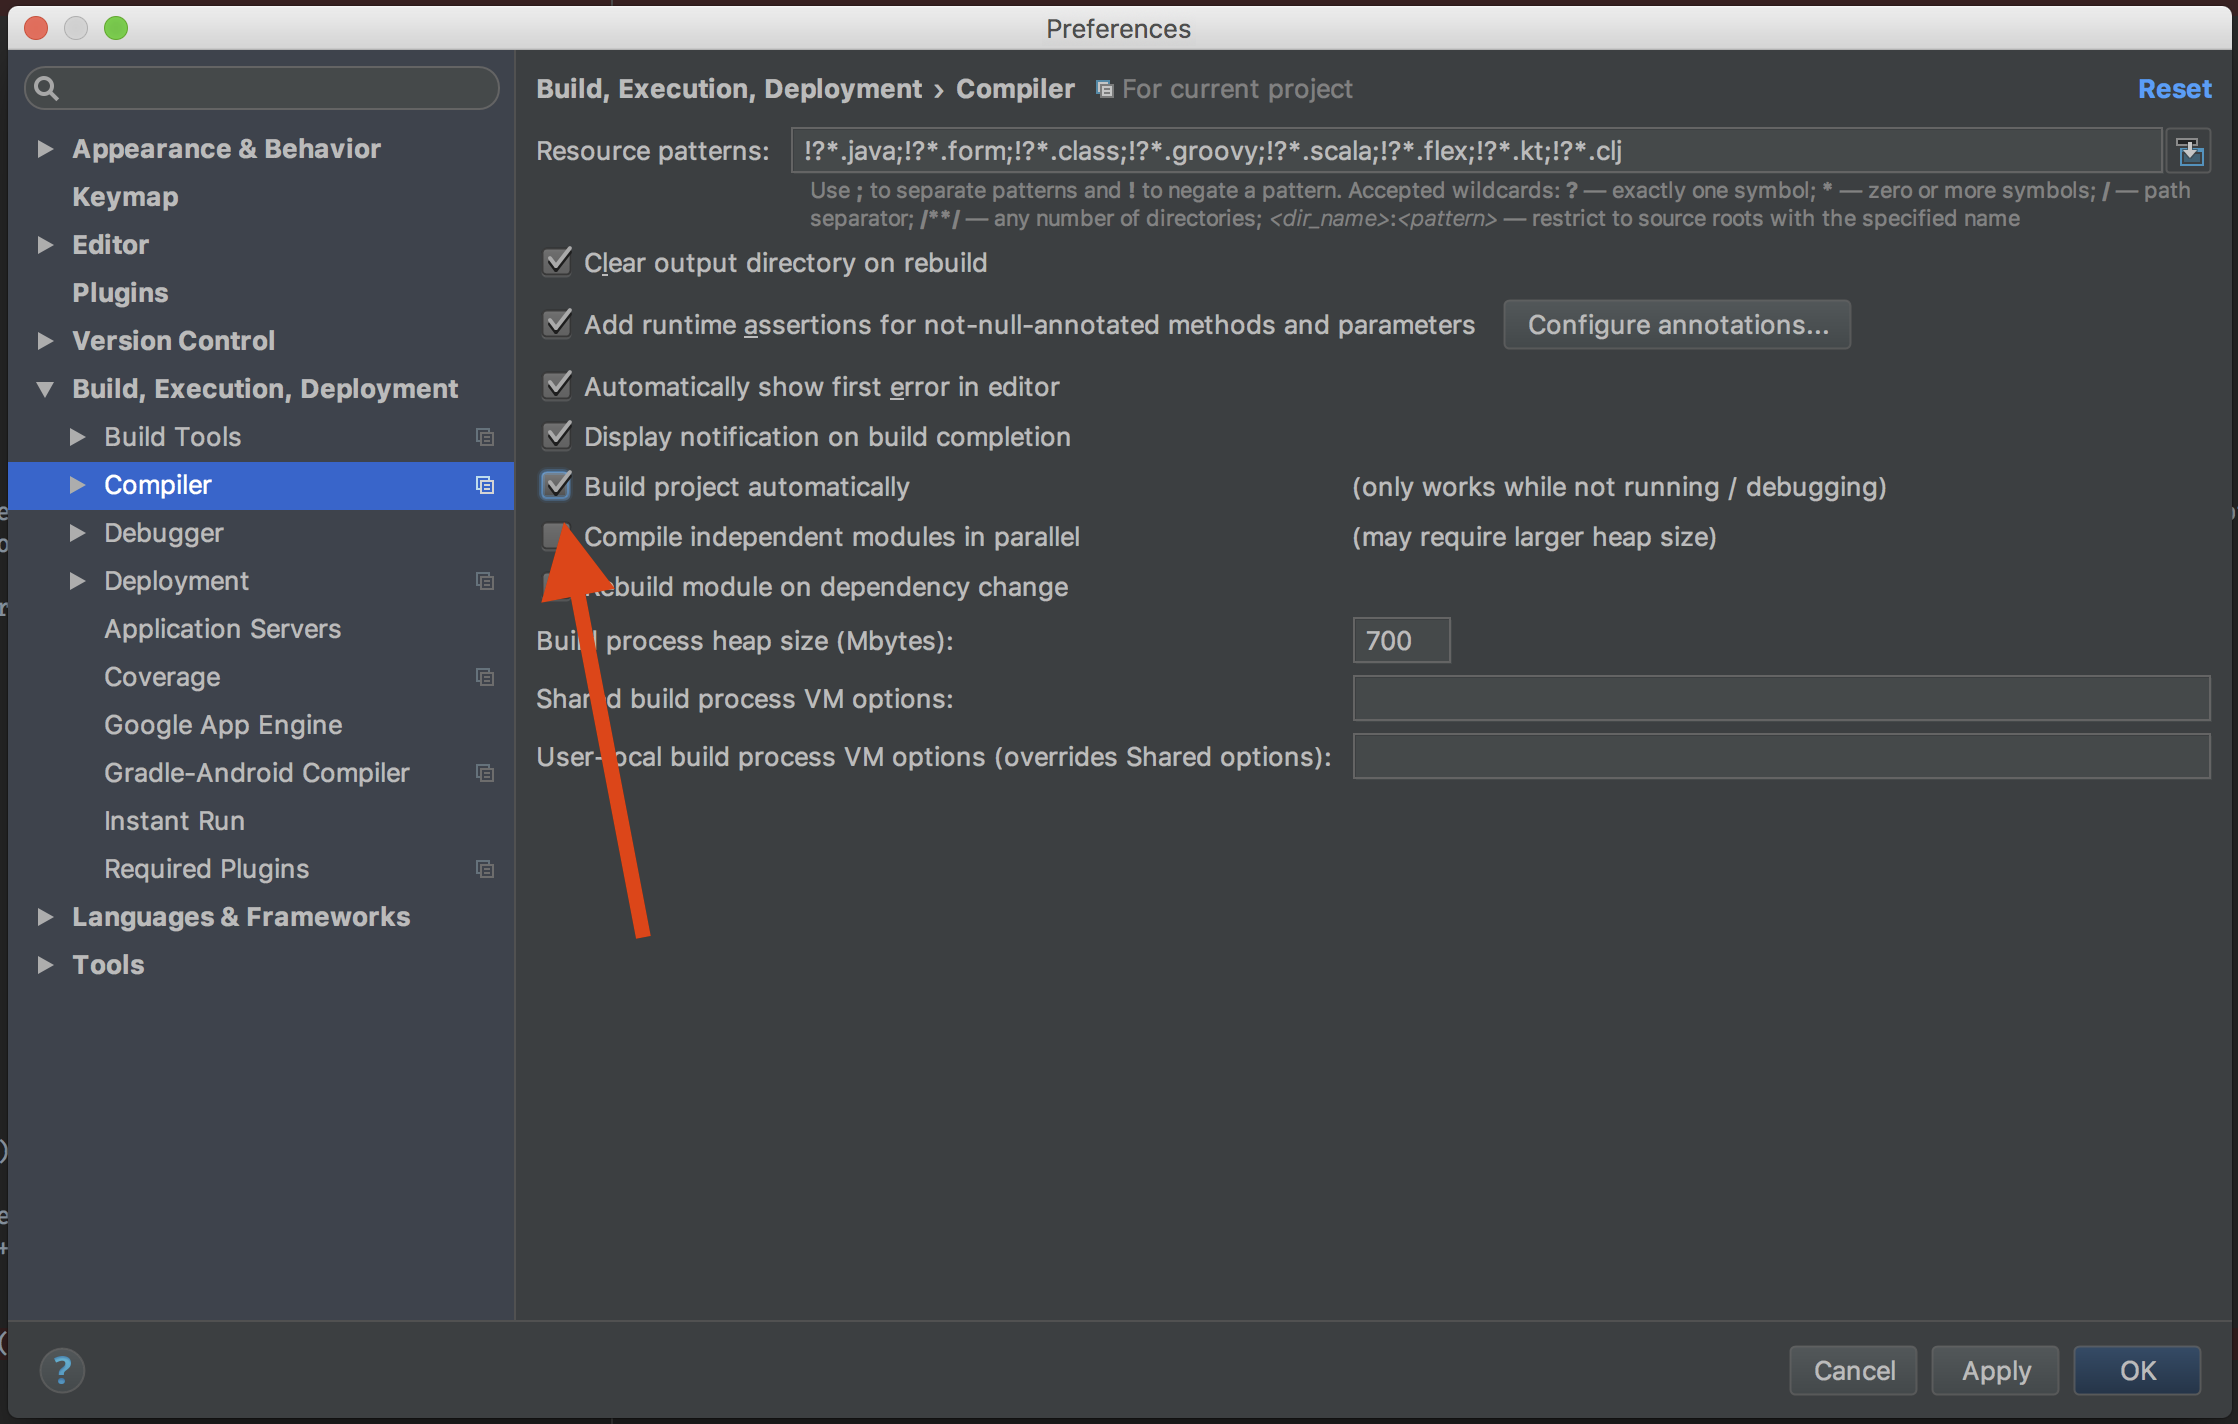 Preferences
Appearance & Behavior
Keymap
Editor
Plugins
Version Control
Build, Execution, Deployment
Build Tools
Compiler
Debugger
Deployment
Application Servers
Coverage
Google App Engine
Gradle-Android Compiler
Instant Run
Required Plugins
Languages & Frameworks
Tools
Build, Execution, Deployment › Compiler For current project Reset
Resource patterns: !?*.java;!?*.form;!?*.class;!?*.groovy;!?*.scala;!?*.flex;!?*.kt;!?*.clj
Use ; to separate patterns and ! to negate a pattern. Accepted wildcards: ? — exactly one symbol; * — zero or more symbols; / — path
separator; /**/ — any number of directories; <dir_name>:<pattern> — restrict to source roots with the specified name
Clear output directory on rebuild
Add runtime assertions for not-null-annotated methods and parameters Configure annotations...
Automatically show first error in editor
Display notification on build completion
Build project automatically (only works while not running / debugging)
Compile independent modules in parallel (may require larger heap size)
Rebuild module on dependency change
Build process heap size (Mbytes): 700
Shared build process VM options:
User-local build process VM options (overrides Shared options):
? Cancel Apply OK